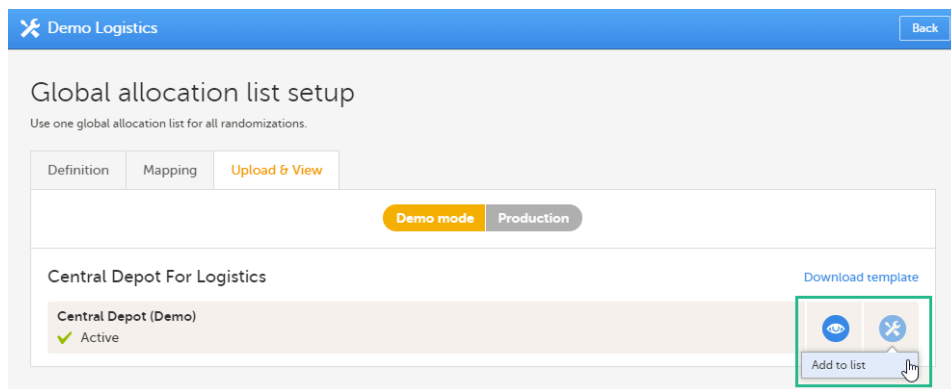 Demo Logistics
Back
Global allocation list setup
Use one global allocation list for all randomizations.
Definition
Mapping
Upload & View
Demo mode
Production
Central Depot For Logistics
Download template
Central Depot (Demo)
Active
Add to list